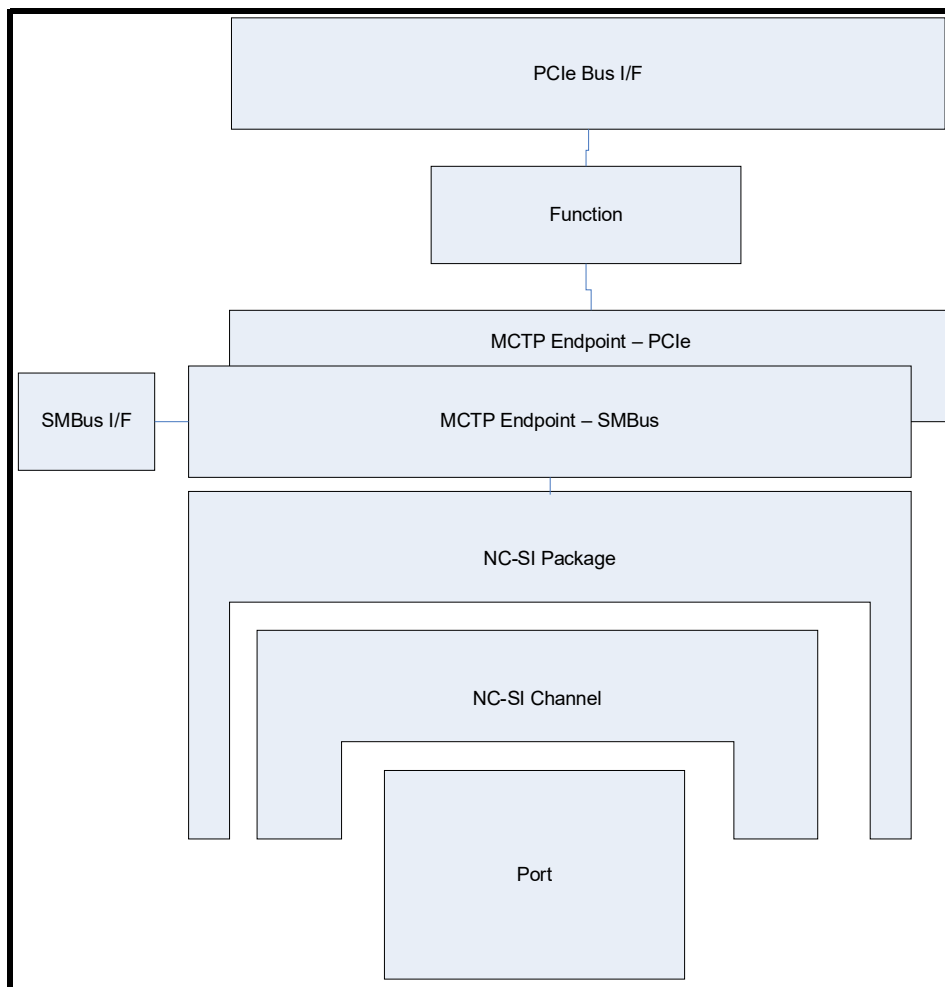 PCIe Bus I/F
Function
MCTP Endpoint – PCIe
SMBus I/F
MCTP Endpoint – SMBus
NC-SI Package
NC-SI Channel
Port